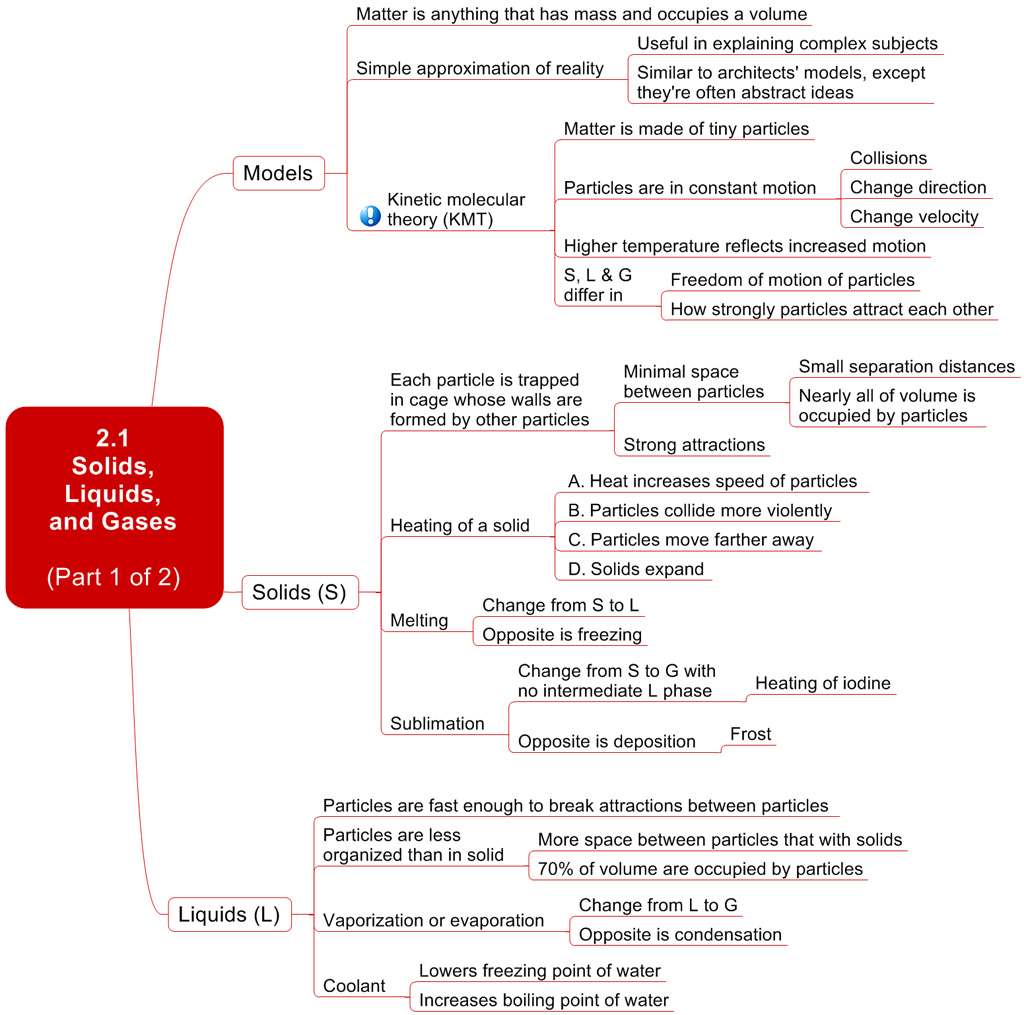 2.1
Solids,
Liquids,
and Gases
(Part 1 of 2)
Models
Matter is anything that has mass and occupies a volume
Simple approximation of reality
Useful in explaining complex subjects
Similar to architects' models, except
they're often abstract ideas
Kinetic molecular
theory (KMT)
Matter is made of tiny particles
Particles are in constant motion
Collisions
Change direction
Change velocity
Higher temperature reflects increased motion
S, L & G
differ in
Freedom of motion of particles
How strongly particles attract each other
Solids (S)
Each particle is trapped
in cage whose walls are
formed by other particles
Minimal space
between particles
Small separation distances
Nearly all of volume is
occupied by particles
Strong attractions
Heating of a solid
A. Heat increases speed of particles
B. Particles collide more violently
C. Particles move farther away
D. Solids expand
Melting
Change from S to L
Opposite is freezing
Sublimation
Change from S to G with
no intermediate L phase
Heating of iodine
Opposite is deposition
Frost
Liquids (L)
Particles are fast enough to break attractions between particles
Particles are less
organized than in solid
More space between particles that with solids
70% of volume are occupied by particles
Vaporization or evaporation
Change from L to G
Opposite is condensation
Coolant
Lowers freezing point of water
Increases boiling point of water